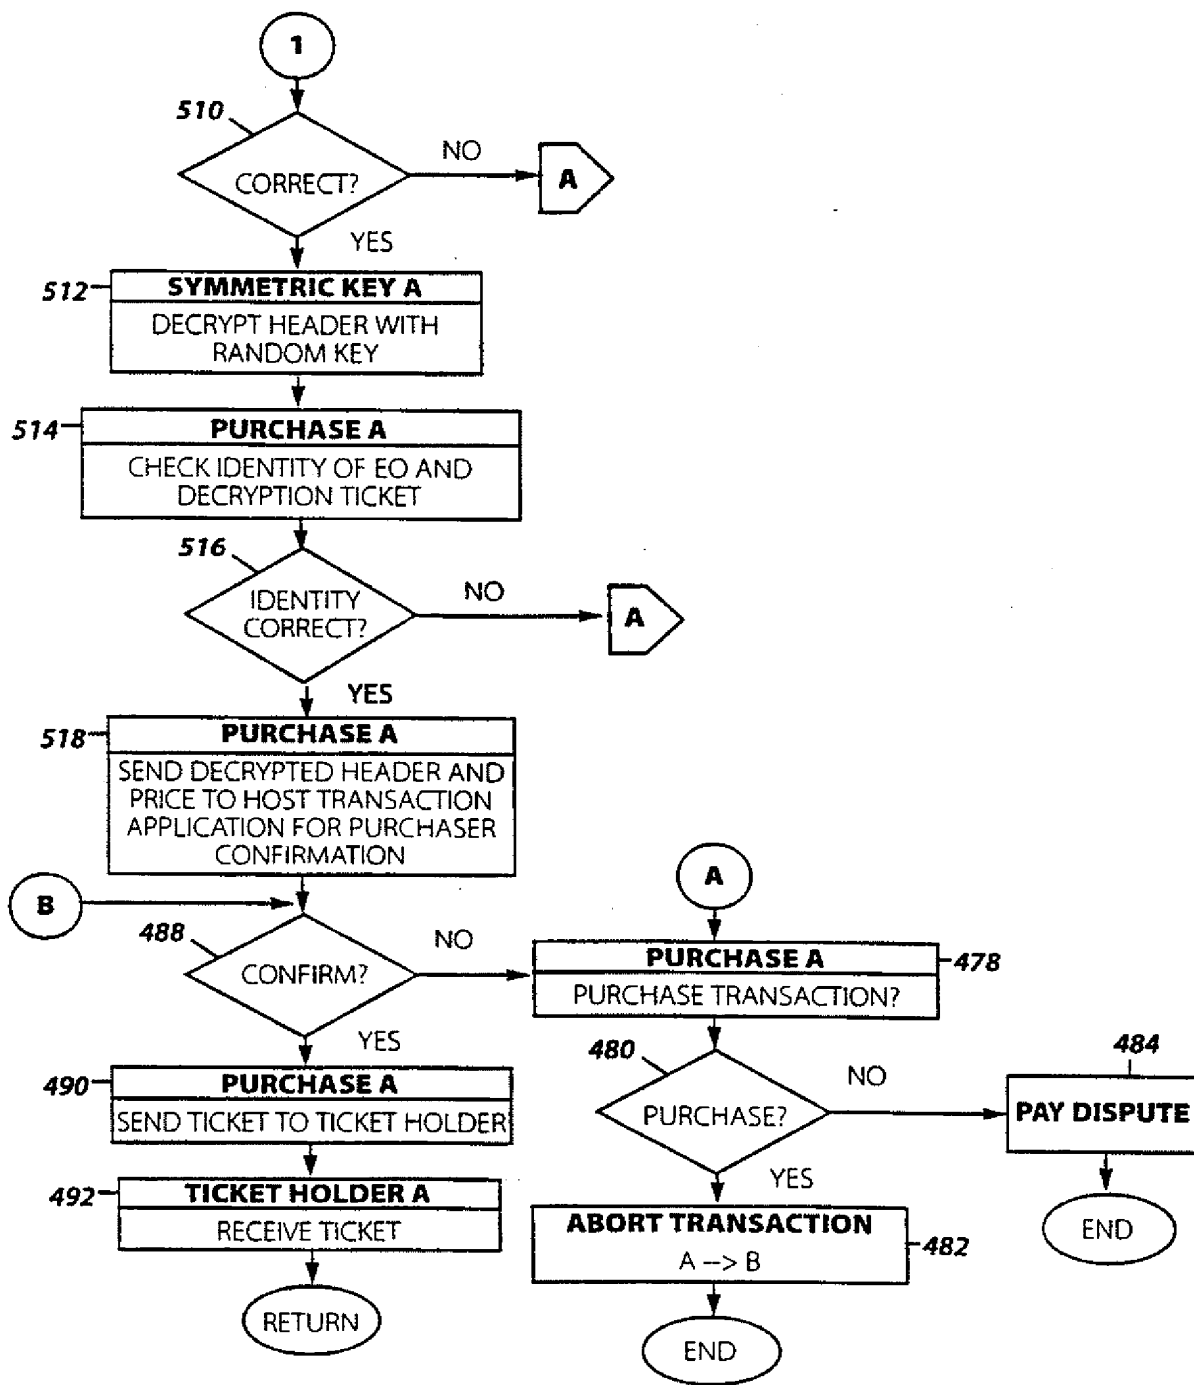 1
510
CORRECT?
NO
A
YES
512
SYMMETRIC KEY A
DECRYPT HEADER WITH
RANDOM KEY
514
PURCHASE A
CHECK IDENTITY OF EO AND
DECRYPTION TICKET
516
IDENTITY
CORRECT?
NO
A
YES
518
PURCHASE A
SEND DECRYPTED HEADER AND
PRICE TO HOST TRANSACTION
APPLICATION FOR PURCHASER
CONFIRMATION
B
488
CONFIRM?
NO
YES
490
PURCHASE A
SEND TICKET TO TICKET HOLDER
492
TICKET HOLDER A
RECEIVE TICKET
RETURN
A
PURCHASE A
478
PURCHASE TRANSACTION?
480
PURCHASE?
NO
484
PAY DISPUTE
END
YES
ABORT TRANSACTION
A --> B
482
END